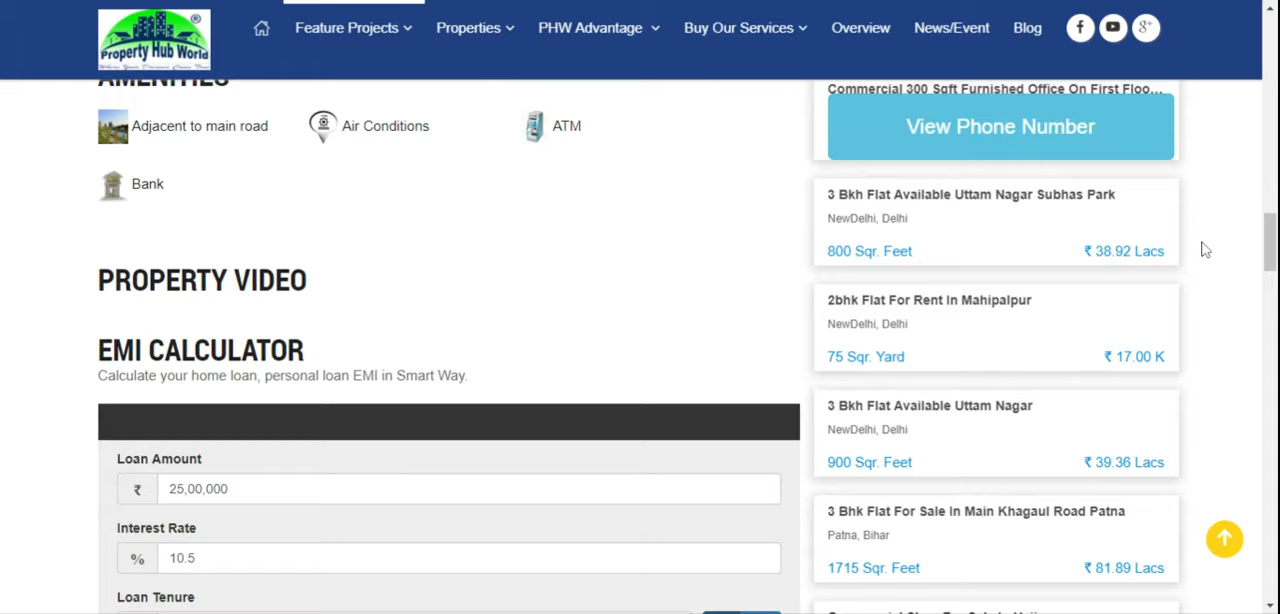 ®
Property Hub World
Feature Projects
Properties
PHW Advantage
Buy Our Services
Overview
News/Event
Blog
AMENITIES
Adjacent to main road
Air Conditions
ATM
Bank
PROPERTY VIDEO
EMI CALCULATOR
Calculate your home loan, personal loan EMI in Smart Way.
Loan Amount
₹ 25,00,000
Interest Rate
% 10.5
Loan Tenure
Commercial 300 Sqft Furnished Office On First Floo...
View Phone Number
3 Bkh Flat Available Uttam Nagar Subhas Park
NewDelhi, Delhi
800 Sqr. Feet ₹ 38.92 Lacs
2bhk Flat For Rent In Mahipalpur
NewDelhi, Delhi
75 Sqr. Yard ₹ 17.00 K
3 Bkh Flat Available Uttam Nagar
NewDelhi, Delhi
900 Sqr. Feet ₹ 39.36 Lacs
3 Bhk Flat For Sale In Main Khagaul Road Patna
Patna, Bihar
1715 Sqr. Feet ₹ 81.89 Lacs